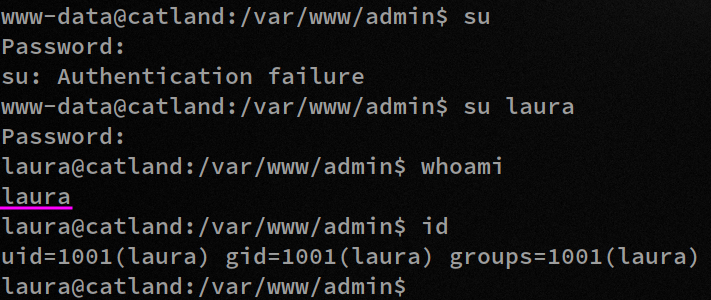 www-data@catland:/var/www/admin$ su
Password:
su: Authentication failure
www-data@catland:/var/www/admin$ su laura
Password:
laura@catland:/var/www/admin$ whoami
laura
laura@catland:/var/www/admin$ id
uid=1001(laura) gid=1001(laura) groups=1001(laura)
laura@catland:/var/www/admin$